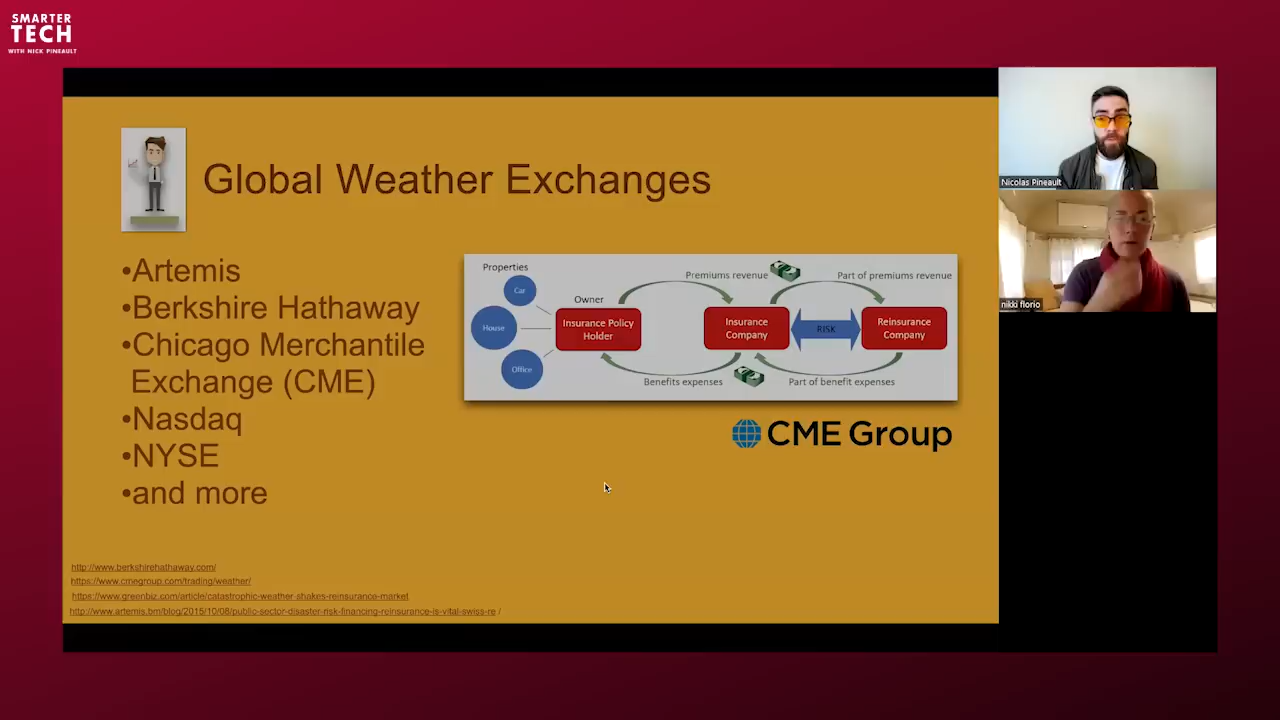 SMARTER
TECH
WITH NICK PINEAULT
Global Weather Exchanges
•Artemis
•Berkshire Hathaway
•Chicago Merchantile
Exchange (CME)
•Nasdaq
•NYSE
•and more
Properties
Car
House
Office
Owner
Insurance Policy
Holder
Premiums revenue
Insurance
Company
Benefits expenses
RISK
Part of premiums revenue
Reinsurance
Company
Part of benefit expenses
CME Group
http://www.berkshirehathaway.com/
https://www.cmegroup.com/trading/weather/
https://www.greenbiz.com/article/catastrophic-weather-shakes-reinsurance-market
http://www.artemis.bm/blog/2015/10/08/public-sector-disaster-risk-financing-reinsurance-is-vital-swiss-re /
Nicolas Pineault
nikki florio